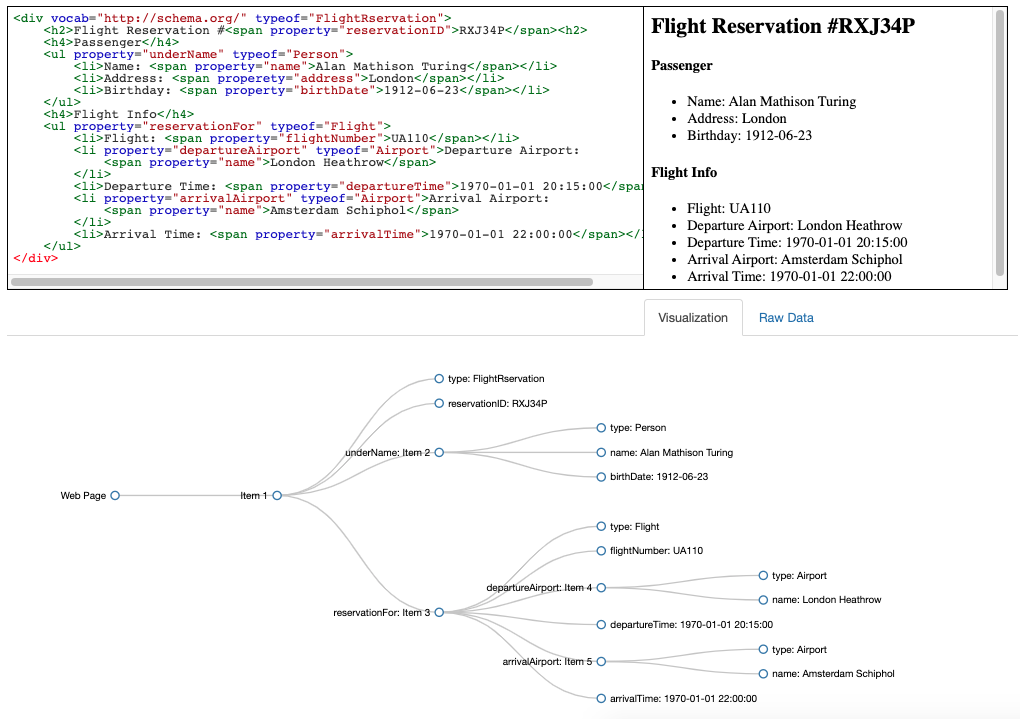 <div vocab="http://schema.org/" typeof="FlightRservation">
<h2>Flight Reservation #<span property="reservationID">RXJ34P</span><h2>
<h4>Passenger</h4>
<ul property="underName" typeof="Person">
<li>Name: <span property="name">Alan Mathison Turing</span></li>
<li>Address: <span properety="address">London</span></li>
<li>Birthday: <span property="birthDate">1912-06-23</span></li>
</ul>
<h4>Flight Info</h4>
<ul property="reservationFor" typeof="Flight">
<li>Flight: <span property="flightNumber">UA110</span></li>
<li property="departureAirport" typeof="Airport">Departure Airport:
<span property="name">London Heathrow</span>
</li>
<li>Departure Time: <span property="departureTime">1970-01-01 20:15:00</spa
<li property="arrivalAirport" typeof="Airport">Arrival Airport:
<span property="name">Amsterdam Schiphol</span>
</li>
<li>Arrival Time: <span property="arrivalTime">1970-01-01 22:00:00</span></
</ul>
</div>
Flight Reservation #RXJ34P
Passenger
• Name: Alan Mathison Turing
• Address: London
• Birthday: 1912-06-23
Flight Info
• Flight: UA110
• Departure Airport: London Heathrow
• Departure Time: 1970-01-01 20:15:00
• Arrival Airport: Amsterdam Schiphol
• Arrival Time: 1970-01-01 22:00:00
Visualization
Raw Data
type: FlightRservation
reservationID: RXJ34P
underName: Item 2
type: Person
name: Alan Mathison Turing
birthDate: 1912-06-23
Web Page
Item 1
type: Flight
flightNumber: UA110
departureAirport: Item 4
type: Airport
name: London Heathrow
reservationFor: Item 3
departureTime: 1970-01-01 20:15:00
arrivalAirport: Item 5
type: Airport
name: Amsterdam Schiphol
arrivalTime: 1970-01-01 22:00:00